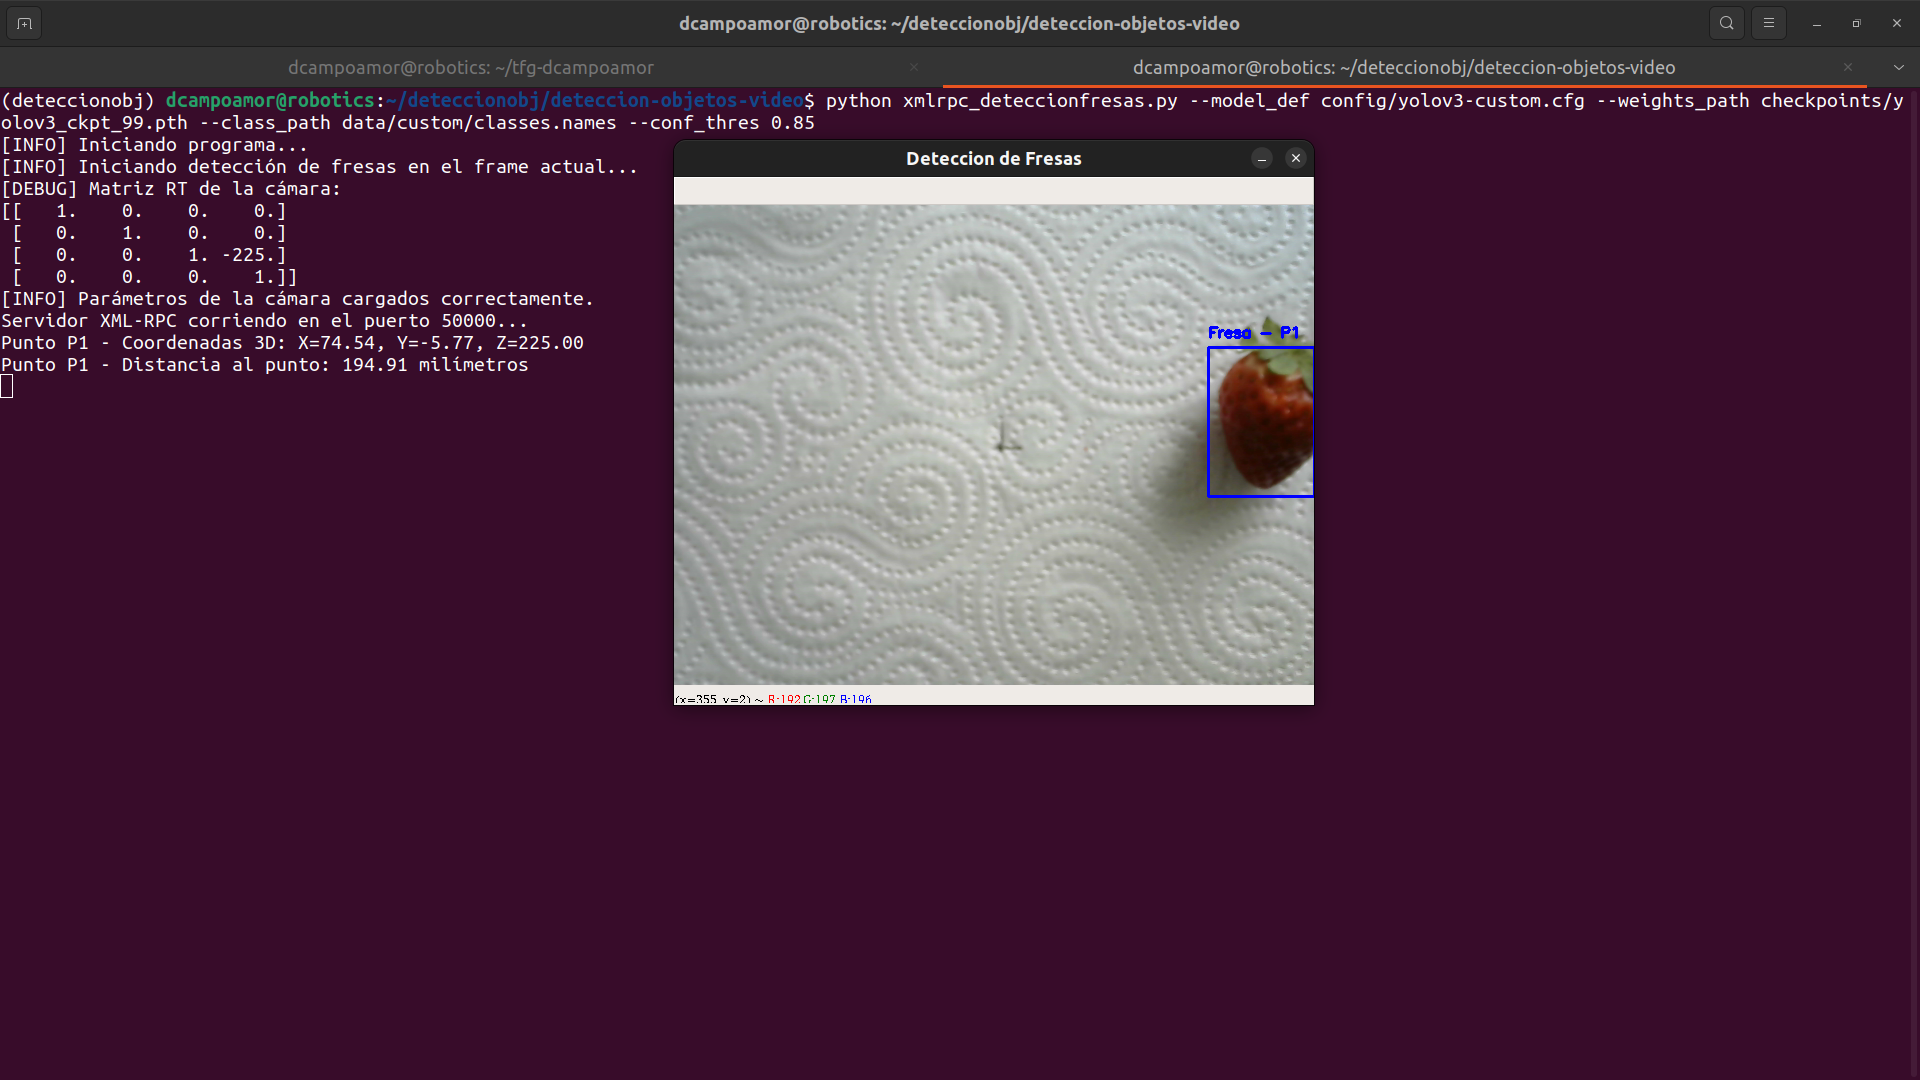 dcampoamor@robotics: ~/deteccionobj/deteccion-objetos-video
dcampoamor@robotics: ~/tfg-dcampoamor
dcampoamor@robotics: ~/deteccionobj/deteccion-objetos-video
(deteccionobj) dcampoamor@robotics:~/deteccionobj/deteccion-objetos-video$ python xmlrpc_deteccionfresas.py --model_def config/yolov3-custom.cfg --weights_path checkpoints/y
olov3_ckpt_99.pth --class_path data/custom/classes.names --conf_thres 0.85
[INFO] Iniciando programa...
[INFO] Iniciando detección de fresas en el frame actual...
[DEBUG] Matriz RT de la cámara:
[[   1.    0.    0.    0.]
 [   0.    1.    0.    0.]
 [   0.    0.    1. -225.]
 [   0.    0.    0.    1.]]
[INFO] Parámetros de la cámara cargados correctamente.
Servidor XML-RPC corriendo en el puerto 50000...
Punto P1 - Coordenadas 3D: X=74.54, Y=-5.77, Z=225.00
Punto P1 - Distancia al punto: 194.91 milímetros
Deteccion de Fresas
Fresa - P1
(x=355, y=2) ~ R:192 G:197 B:196